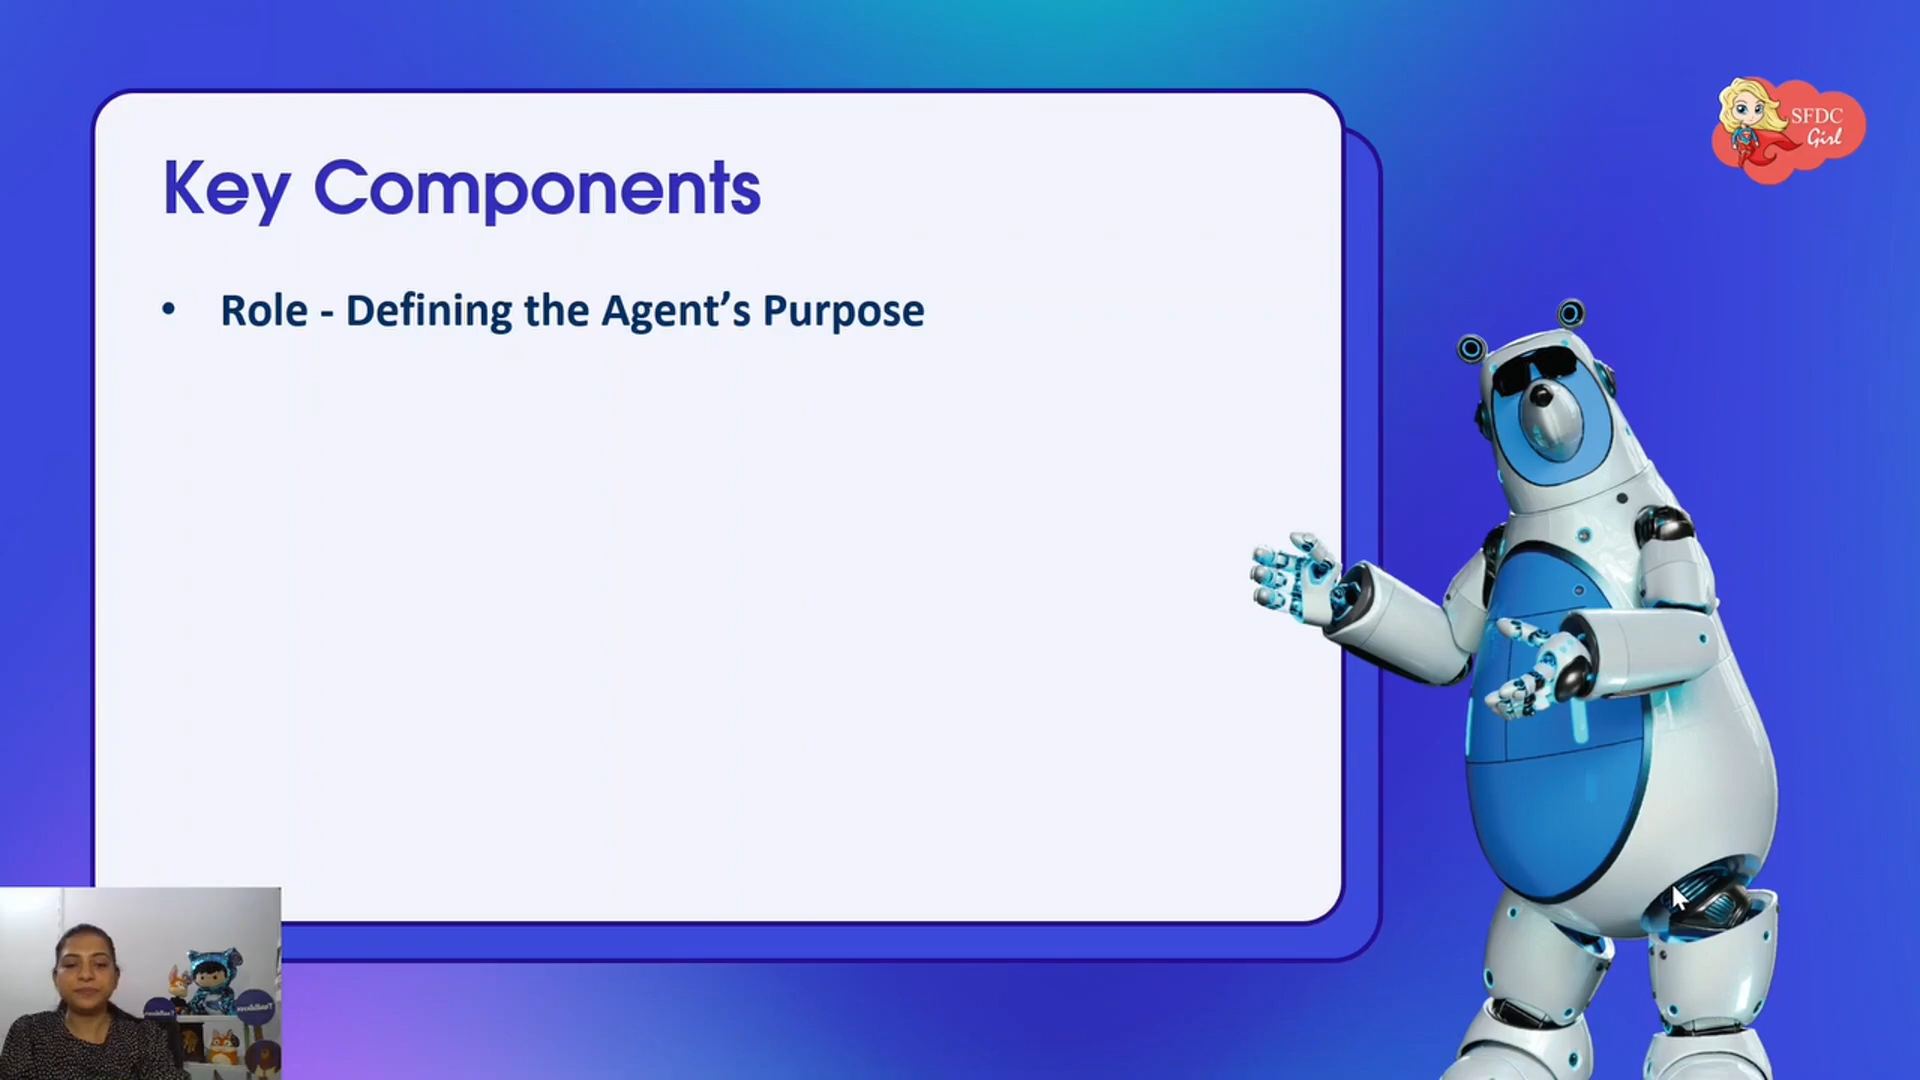 Key Components
• Role - Defining the Agent's Purpose
SFDC
Girl